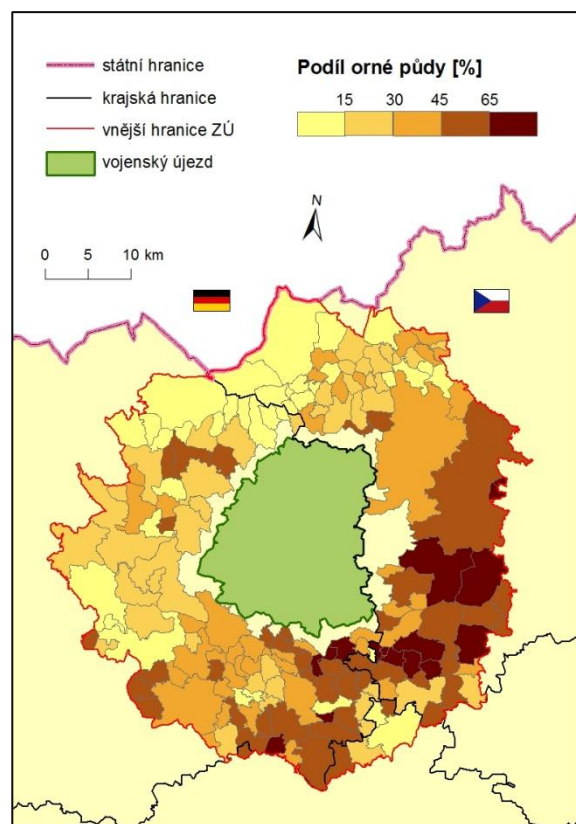 státní hranice
krajská hranice
vnější hranice ZÚ
vojenský újezd
Podíl orné půdy [%]
15 30 45 65
N
0 5 10 km